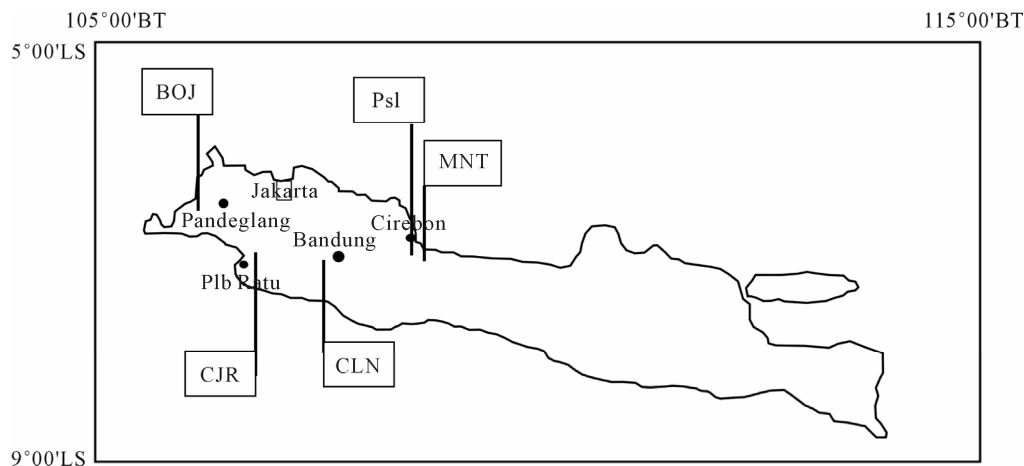 105°00'BT
115°00'BT
5°00'LS
BOJ
Psl
MNT
Jakarta
Pandeglang
Cirebon
Bandung
Plb Ratu
CJR
CLN
9°00'LS